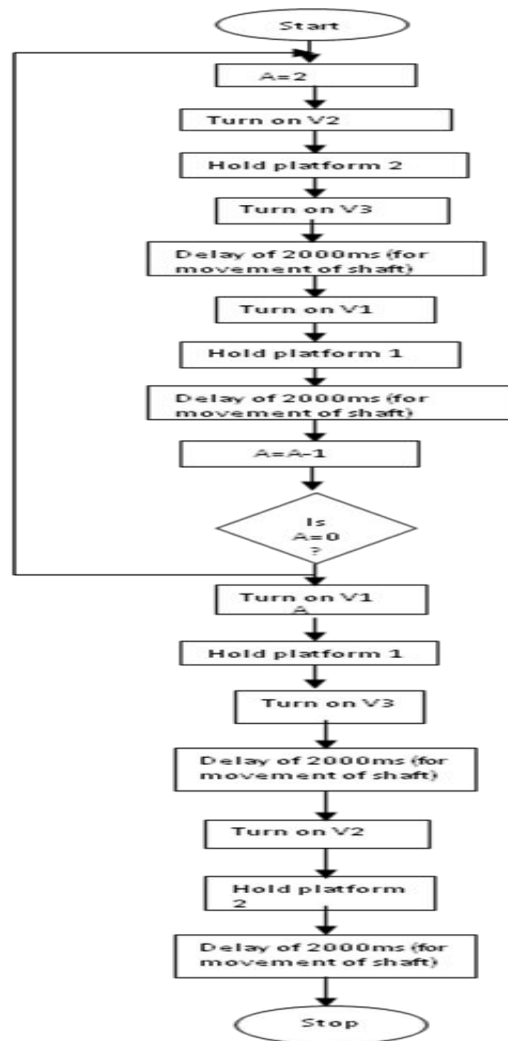 Start
A=2
Turn on V2
Hold platform 2
Turn on V3
Delay of 2000ms (for
movement of shaft)
Turn on V1
Hold platform 1
Delay of 2000ms (for
movement of shaft)
A=A-1
Is
A=0
?
Turn on V1
A
Hold platform 1
Turn on V3
Delay of 2000ms (for
movement of shaft)
Turn on V2
Hold platform
2
Delay of 2000ms (for
movement of shaft)
Stop